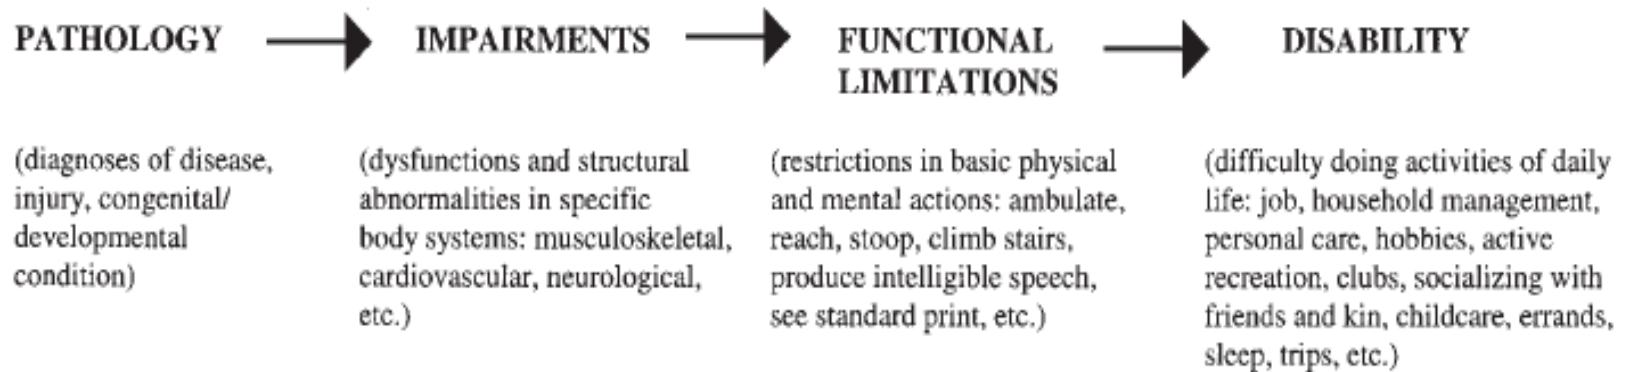 PATHOLOGY
(diagnoses of disease,
injury, congenital/
developmental
condition)
IMPAIRMENTS
(dysfunctions and structural
abnormalities in specific
body systems: musculoskeletal,
cardiovascular, neurological,
etc.)
FUNCTIONAL
LIMITATIONS
(restrictions in basic physical
and mental actions: ambulate,
reach, stoop, climb stairs,
produce intelligible speech,
see standard print, etc.)
DISABILITY
(difficulty doing activities of daily
life: job, household management,
personal care, hobbies, active
recreation, clubs, socializing with
friends and kin, childcare, errands,
sleep, trips, etc.)